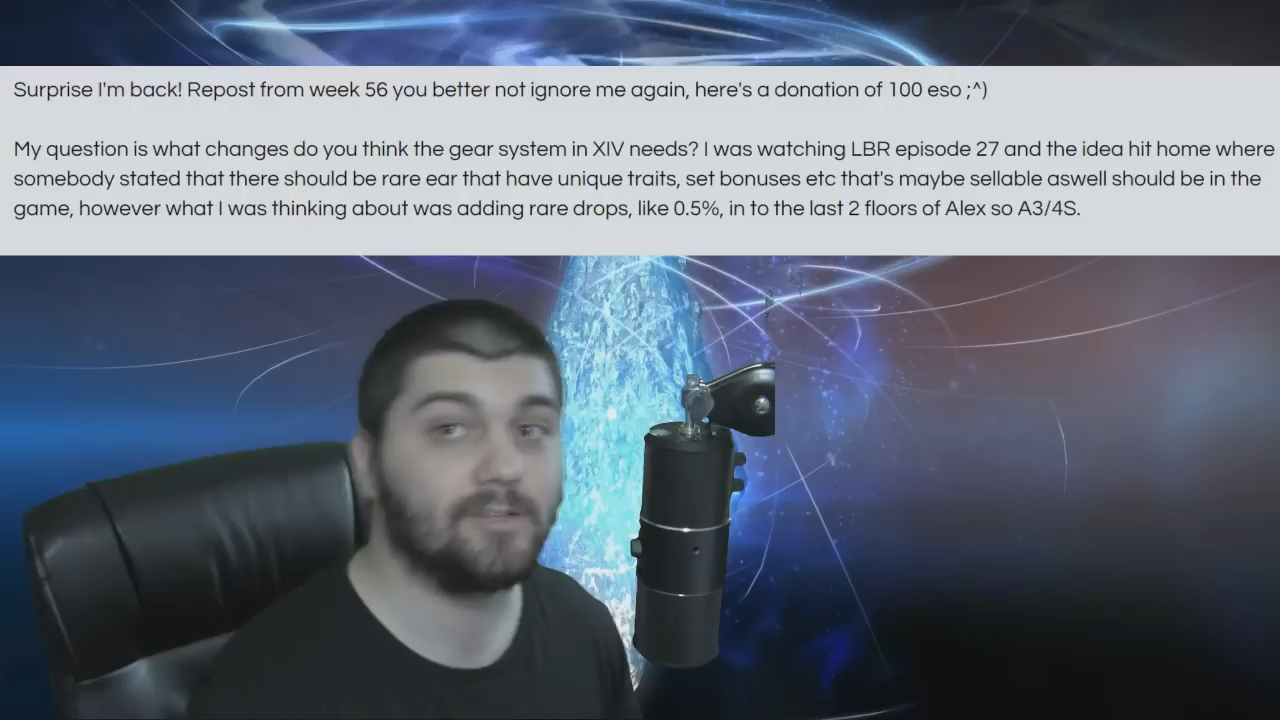 Surprise I'm back! Repost from week 56 you better not ignore me again, here's a donation of 100 eso ;^)
My question is what changes do you think the gear system in XIV needs? I was watching LBR episode 27 and the idea hit home where
somebody stated that there should be rare ear that have unique traits, set bonuses etc that's maybe sellable aswell should be in the
game, however what I was thinking about was adding rare drops, like 0.5%, in to the last 2 floors of Alex so A3/4S.